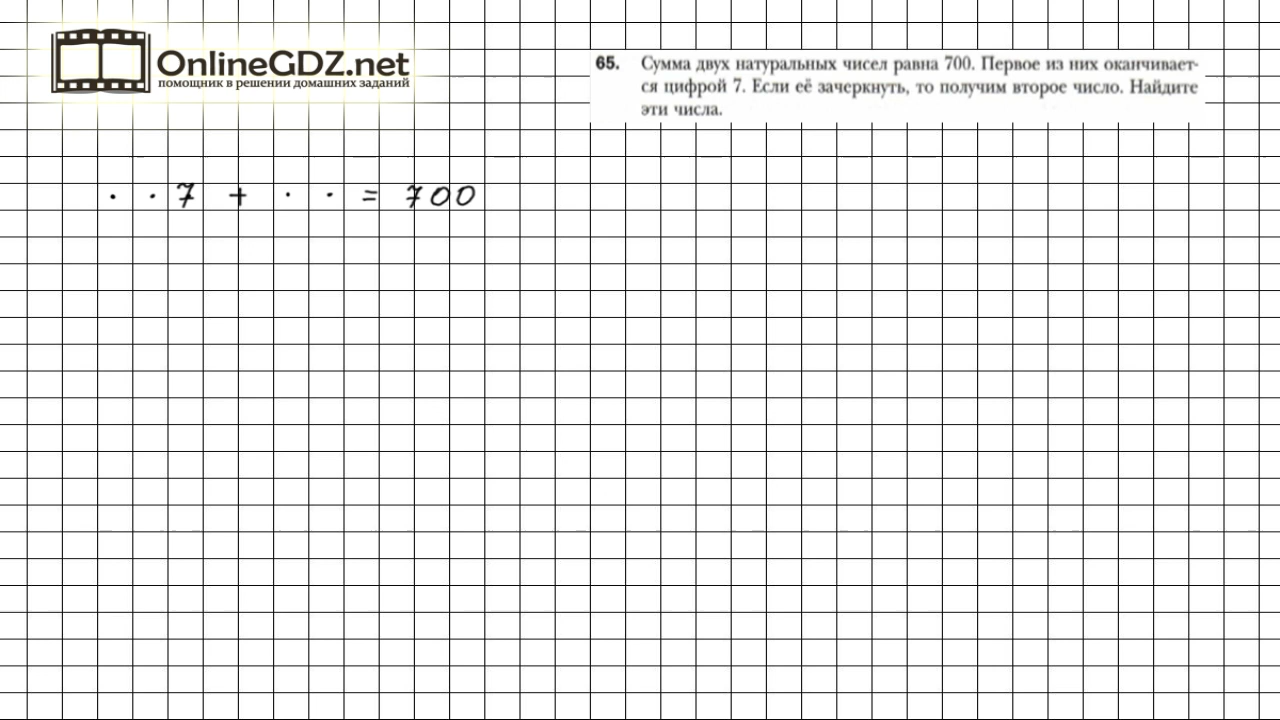 OnlineGDZ.net
помощник в решении домашних заданий
65. Сумма двух натуральных чисел равна 700. Первое из них оканчивает-
ся цифрой 7. Если её зачеркнуть, то получим второе число. Найдите
эти числа.
. . 7 + . . = 700